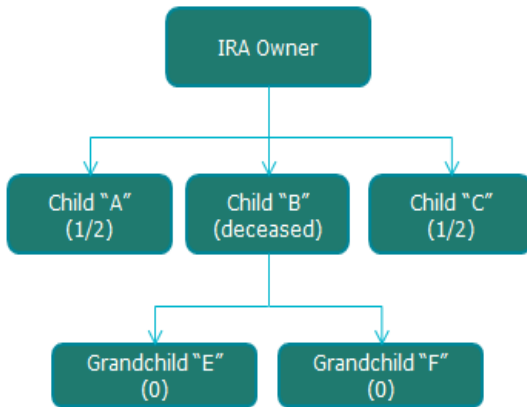 IRA Owner
Child “A”
(1/2)
Child “B”
(deceased)
Child “C”
(1/2)
Grandchild “E”
(0)
Grandchild “F”
(0)